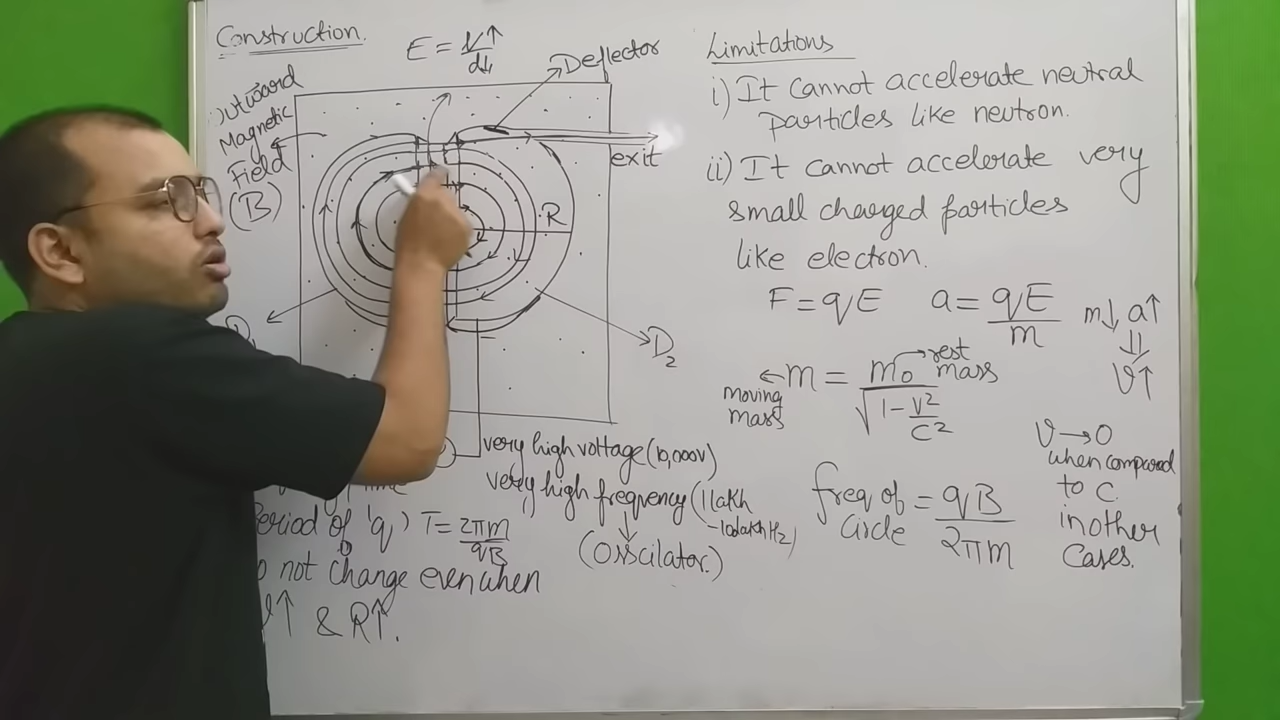 Construction.
E = V↑/d↓
Deflector
Outward
Magnetic
Field
(B)
exit
R
D₂
very high voltage (10,000v)
very high freqvency (1 lakh
-10 lakh Hz)
(Osscilator.)
Period of 'q') T = 2πm/qB
not change even when
↑ & R↑.
Limitations
i) It cannot accelerate neutral
particles like neutron.
ii) It cannot accelerate very
small charged particles
like electron.
F = qE a = qE/m m↓ a↑
⇓
v↑
moving mass ← m = m₀ → rest mass / √(1 - v²/c²)
v → 0
when compared
to c.
in other
cases.
freq of circle = qB/2πm